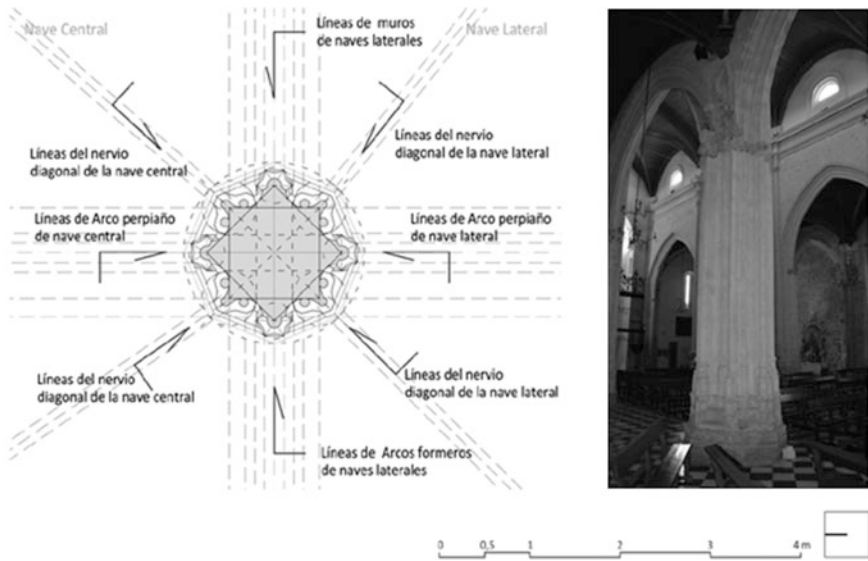 Nave Central
Nave Lateral
Líneas de muros
de naves laterales
Líneas del nervio
diagonal de la nave central
Líneas del nervio
diagonal de la nave lateral
Líneas de Arco perpiaño
de nave central
Líneas de Arco perpiaño
de nave lateral
Líneas del nervio
diagonal de la nave central
Líneas del nervio
diagonal de la nave lateral
Líneas de Arcos formeros
de naves laterales
0 0,5 1 2 3 4 m